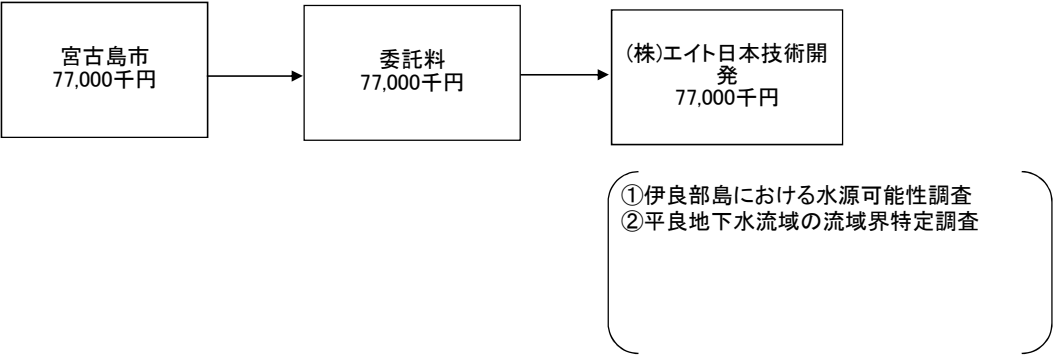 宮古島市
77,000千円
委託料
77,000千円
(株)エイト日本技術開
発
77,000千円
①伊良部島における水源可能性調査
②平良地下水流域の流域界特定調査